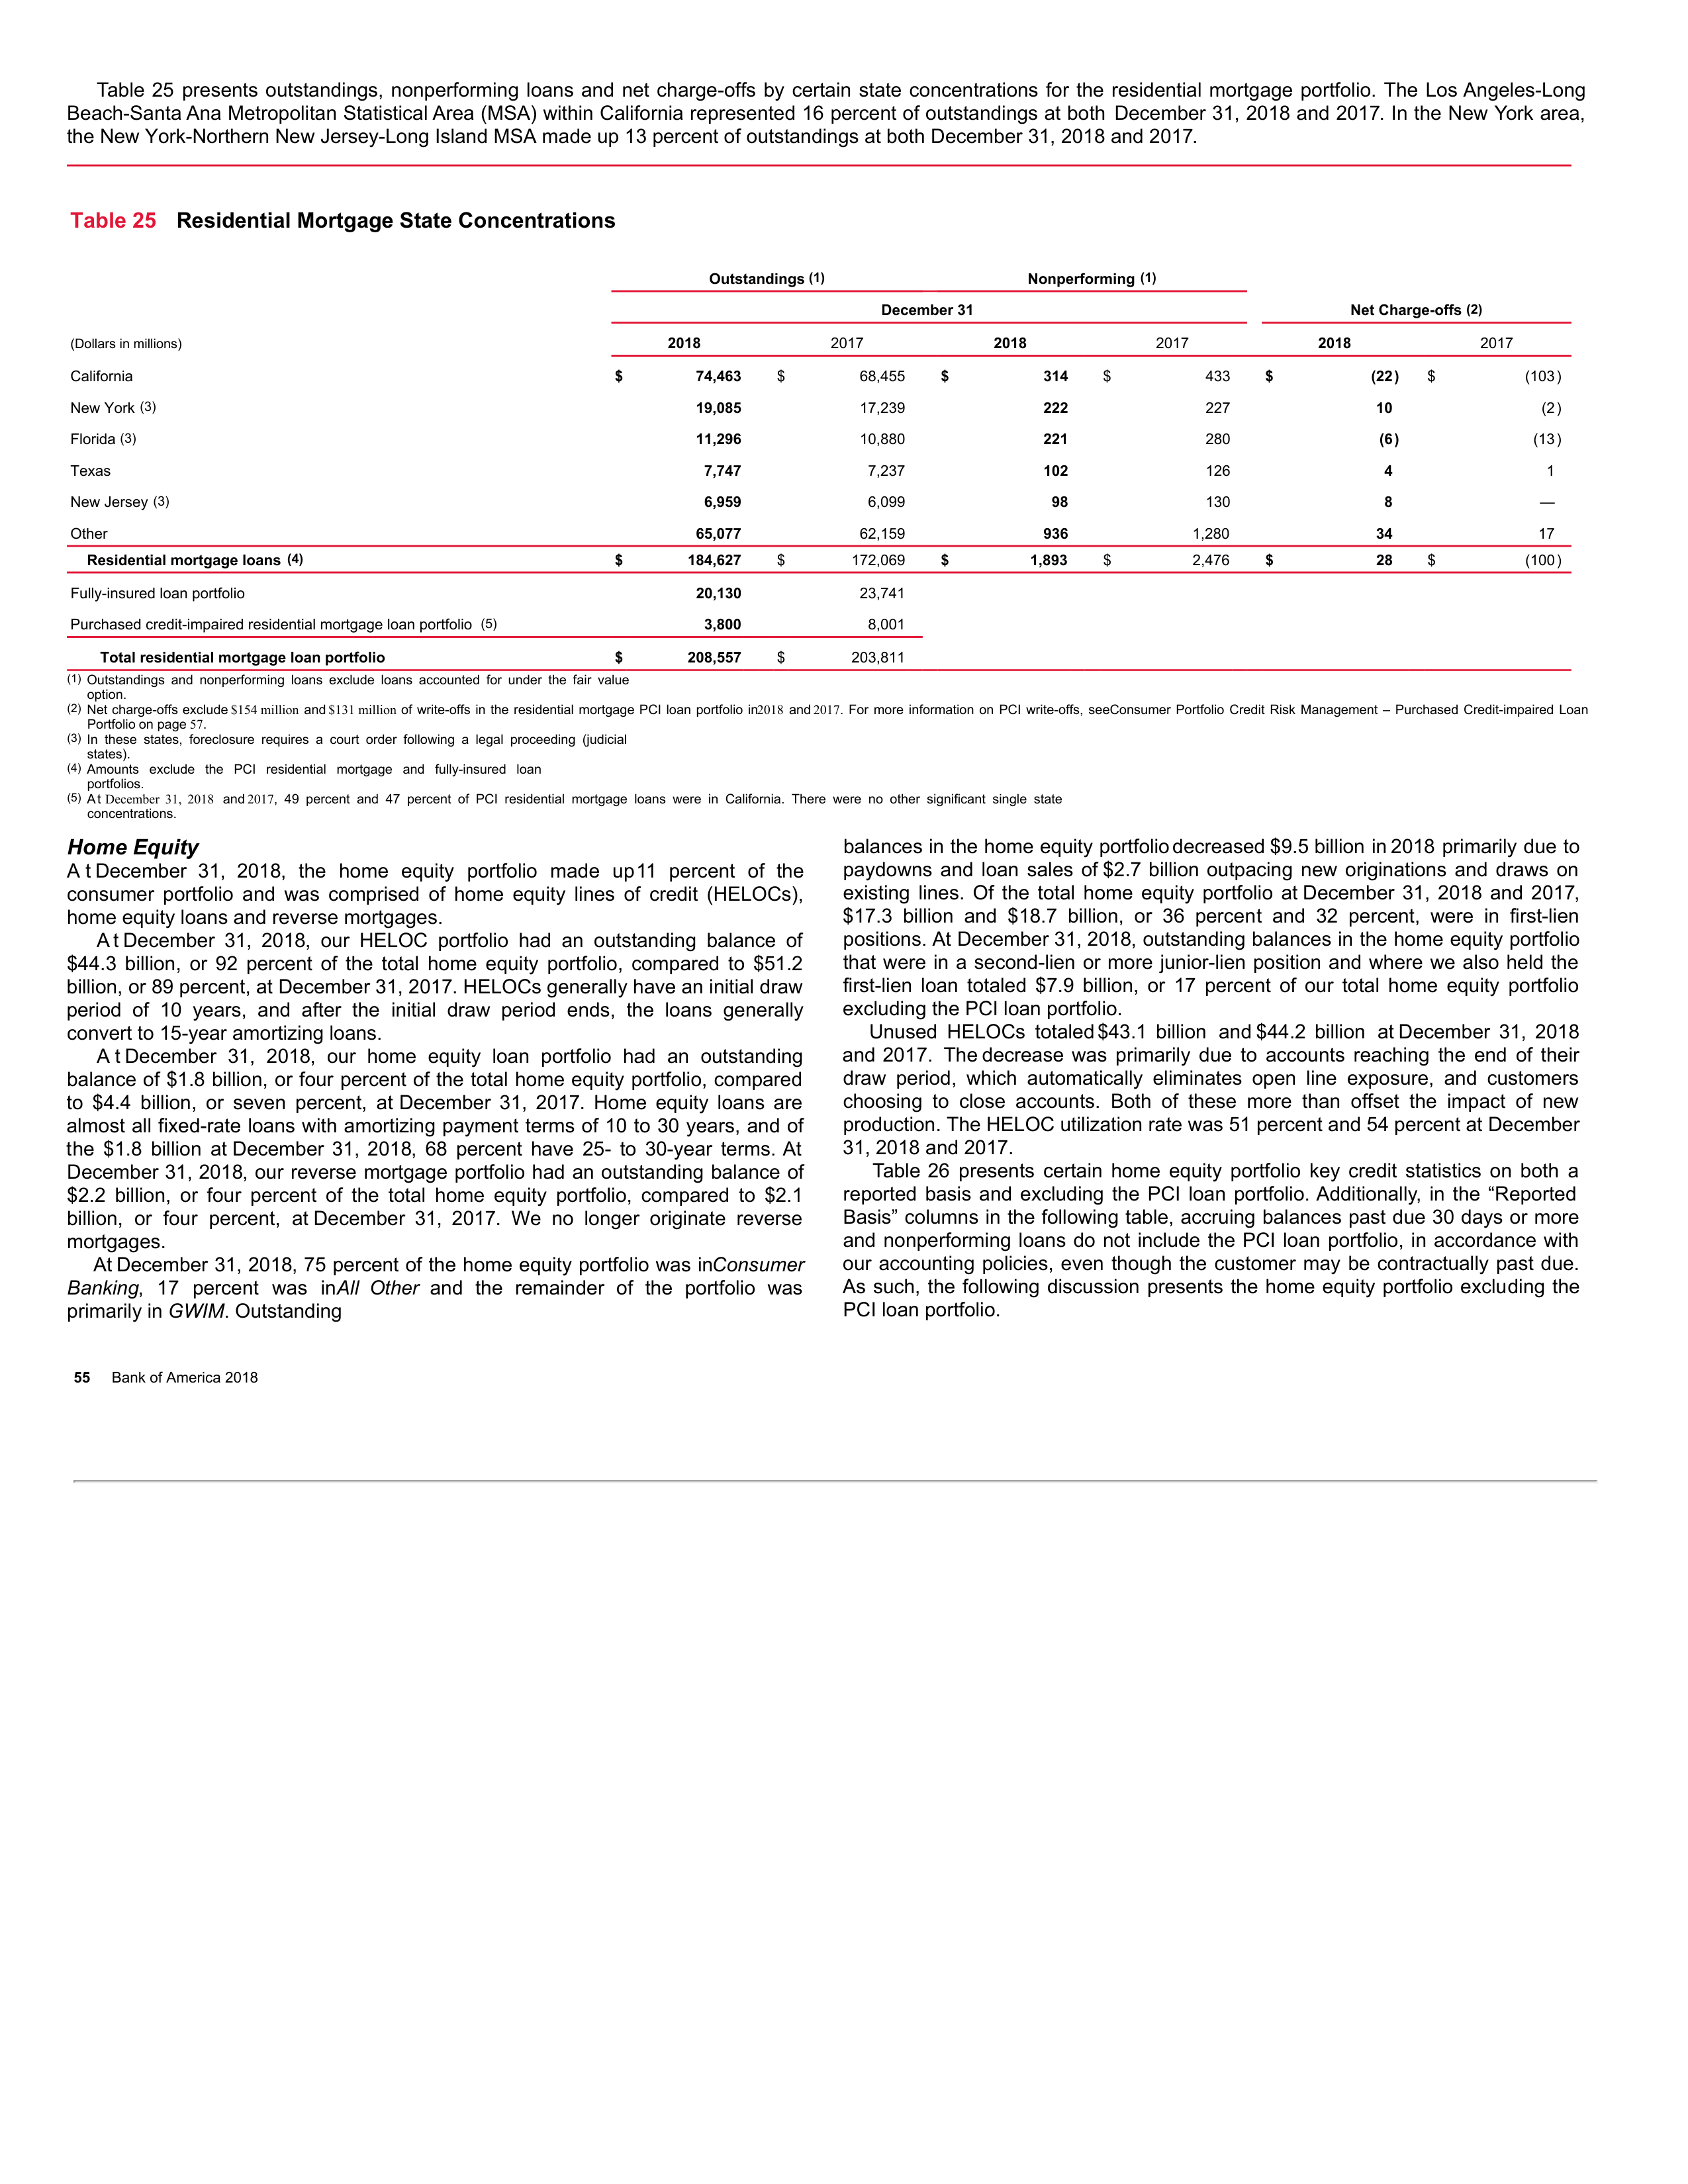 Table 25 presents outstandings, nonperforming loans and net charge-offs by certain state concentrations for the residential mortgage portfolio. The Los Angeles-Long
Beach-Santa Ana Metropolitan Statistical Area (MSA) within California represented 16 percent of outstandings at both December 31, 2018 and 2017. In the New York area,
the New York-Northern New Jersey-Long Island MSA made up 13 percent of outstandings at both December 31, 2018 and 2017.
Table 25 Residential Mortgage State Concentrations
Outstandings (1) Nonperforming (1)
December 31 Net Charge-offs (2)
(Dollars in millions) 2018 2017 2018 2017 2018 2017
California $ 74,463 $ 68,455 $ 314 $ 433 $ (22) $ (103)
New York (3) 19,085 17,239 222 227 10 (2)
Florida (3) 11,296 10,880 221 280 (6) (13)
Texas 7,747 7,237 102 126 4 1
New Jersey (3) 6,959 6,099 98 130 8 —
Other 65,077 62,159 936 1,280 34 17
Residential mortgage loans (4) $ 184,627 $ 172,069 $ 1,893 $ 2,476 $ 28 $ (100)
Fully-insured loan portfolio 20,130 23,741
Purchased credit-impaired residential mortgage loan portfolio (5) 3,800 8,001
Total residential mortgage loan portfolio $ 208,557 $ 203,811
(1) Outstandings and nonperforming loans exclude loans accounted for under the fair value
option.
(2) Net charge-offs exclude $154 million and $131 million of write-offs in the residential mortgage PCI loan portfolio in2018 and 2017. For more information on PCI write-offs, seeConsumer Portfolio Credit Risk Management – Purchased Credit-impaired Loan
Portfolio on page 57.
(3) In these states, foreclosure requires a court order following a legal proceeding (judicial
states).
(4) Amounts exclude the PCI residential mortgage and fully-insured loan
portfolios.
(5) At December 31, 2018 and 2017, 49 percent and 47 percent of PCI residential mortgage loans were in California. There were no other significant single state
concentrations.
Home Equity
A t December 31, 2018, the home equity portfolio made up 11 percent of the
consumer portfolio and was comprised of home equity lines of credit (HELOCs),
home equity loans and reverse mortgages.
At December 31, 2018, our HELOC portfolio had an outstanding balance of
$44.3 billion, or 92 percent of the total home equity portfolio, compared to $51.2
billion, or 89 percent, at December 31, 2017. HELOCs generally have an initial draw
period of 10 years, and after the initial draw period ends, the loans generally
convert to 15-year amortizing loans.
A t December 31, 2018, our home equity loan portfolio had an outstanding
balance of $1.8 billion, or four percent of the total home equity portfolio, compared
to $4.4 billion, or seven percent, at December 31, 2017. Home equity loans are
almost all fixed-rate loans with amortizing payment terms of 10 to 30 years, and of
the $1.8 billion at December 31, 2018, 68 percent have 25- to 30-year terms. At
December 31, 2018, our reverse mortgage portfolio had an outstanding balance of
$2.2 billion, or four percent of the total home equity portfolio, compared to $2.1
billion, or four percent, at December 31, 2017. We no longer originate reverse
mortgages.
At December 31, 2018, 75 percent of the home equity portfolio was inConsumer
Banking, 17 percent was inAll Other and the remainder of the portfolio was
primarily in GWIM. Outstanding
balances in the home equity portfolio decreased $9.5 billion in 2018 primarily due to
paydowns and loan sales of $2.7 billion outpacing new originations and draws on
existing lines. Of the total home equity portfolio at December 31, 2018 and 2017,
$17.3 billion and $18.7 billion, or 36 percent and 32 percent, were in first-lien
positions. At December 31, 2018, outstanding balances in the home equity portfolio
that were in a second-lien or more junior-lien position and where we also held the
first-lien loan totaled $7.9 billion, or 17 percent of our total home equity portfolio
excluding the PCI loan portfolio.
Unused HELOCs totaled $43.1 billion and $44.2 billion at December 31, 2018
and 2017. The decrease was primarily due to accounts reaching the end of their
draw period, which automatically eliminates open line exposure, and customers
choosing to close accounts. Both of these more than offset the impact of new
production. The HELOC utilization rate was 51 percent and 54 percent at December
31, 2018 and 2017.
Table 26 presents certain home equity portfolio key credit statistics on both a
reported basis and excluding the PCI loan portfolio. Additionally, in the “Reported
Basis” columns in the following table, accruing balances past due 30 days or more
and nonperforming loans do not include the PCI loan portfolio, in accordance with
our accounting policies, even though the customer may be contractually past due.
As such, the following discussion presents the home equity portfolio excluding the
PCI loan portfolio.
55 Bank of America 2018